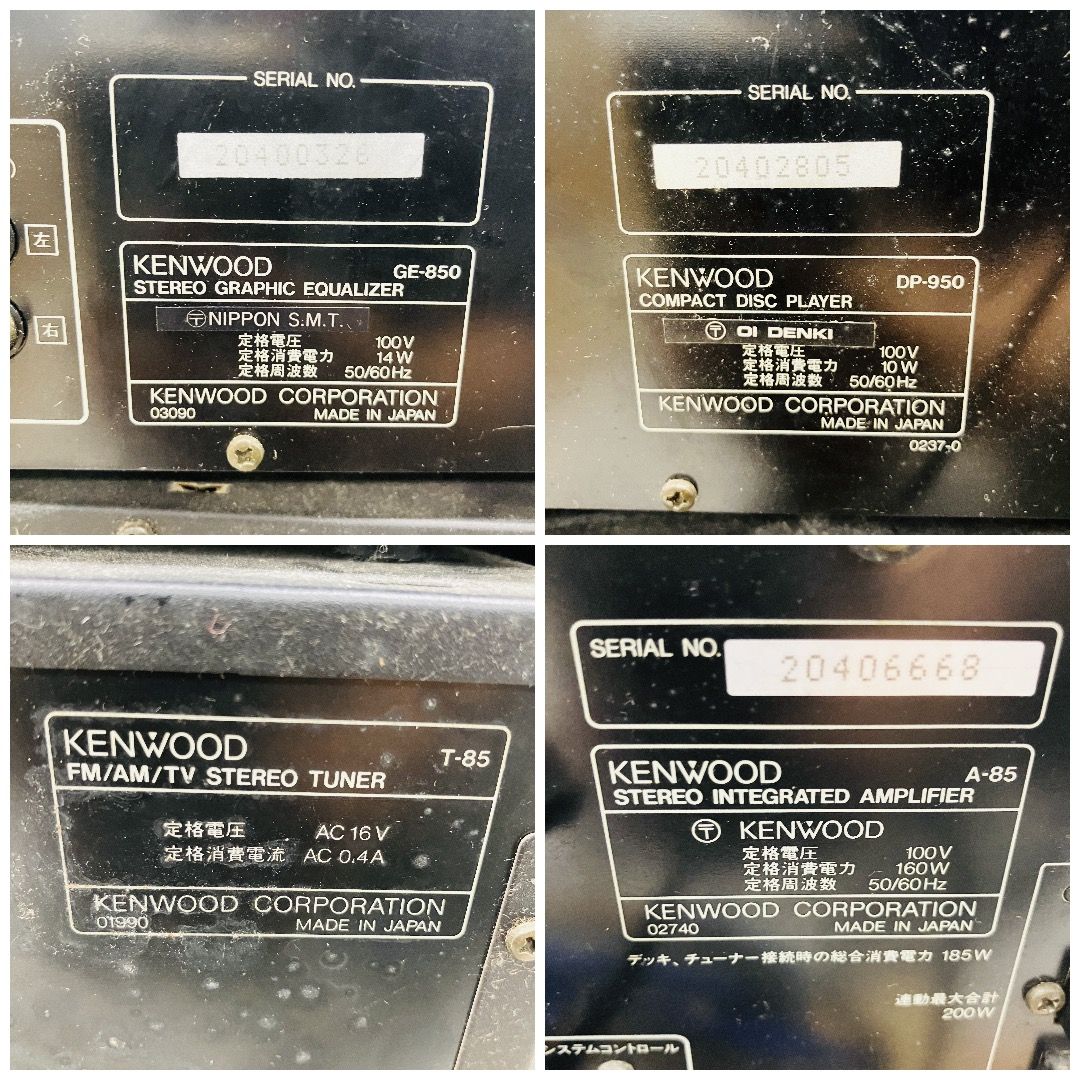 SERIAL NO.
20400326
左
右
KENWOOD GE-850
STEREO GRAPHIC EQUALIZER
〒 NIPPON S.M.T.
定格電圧 100V
定格消費電力 14W
定格周波数 50/60Hz
KENWOOD CORPORATION
03090 MADE IN JAPAN
SERIAL NO.
20402805
KENWOOD DP-950
COMPACT DISC PLAYER
〒 OI DENKI
定格電圧 100V
定格消費電力 10W
定格周波数 50/60Hz
KENWOOD CORPORATION
MADE IN JAPAN
0237-0
KENWOOD T-85
FM/AM/TV STEREO TUNER
定格電圧 AC 16V
定格消費電流 AC 0.4A
KENWOOD CORPORATION
01990 MADE IN JAPAN
SERIAL NO. 20406668
KENWOOD A-85
STEREO INTEGRATED AMPLIFIER
〒 KENWOOD
定格電圧 100V
定格消費電力 160W
定格周波数 50/60Hz
KENWOOD CORPORATION
02740 MADE IN JAPAN
デッキ、チューナー接続時の総合消費電力 185W
連動最大合計
200W
システムコントロール